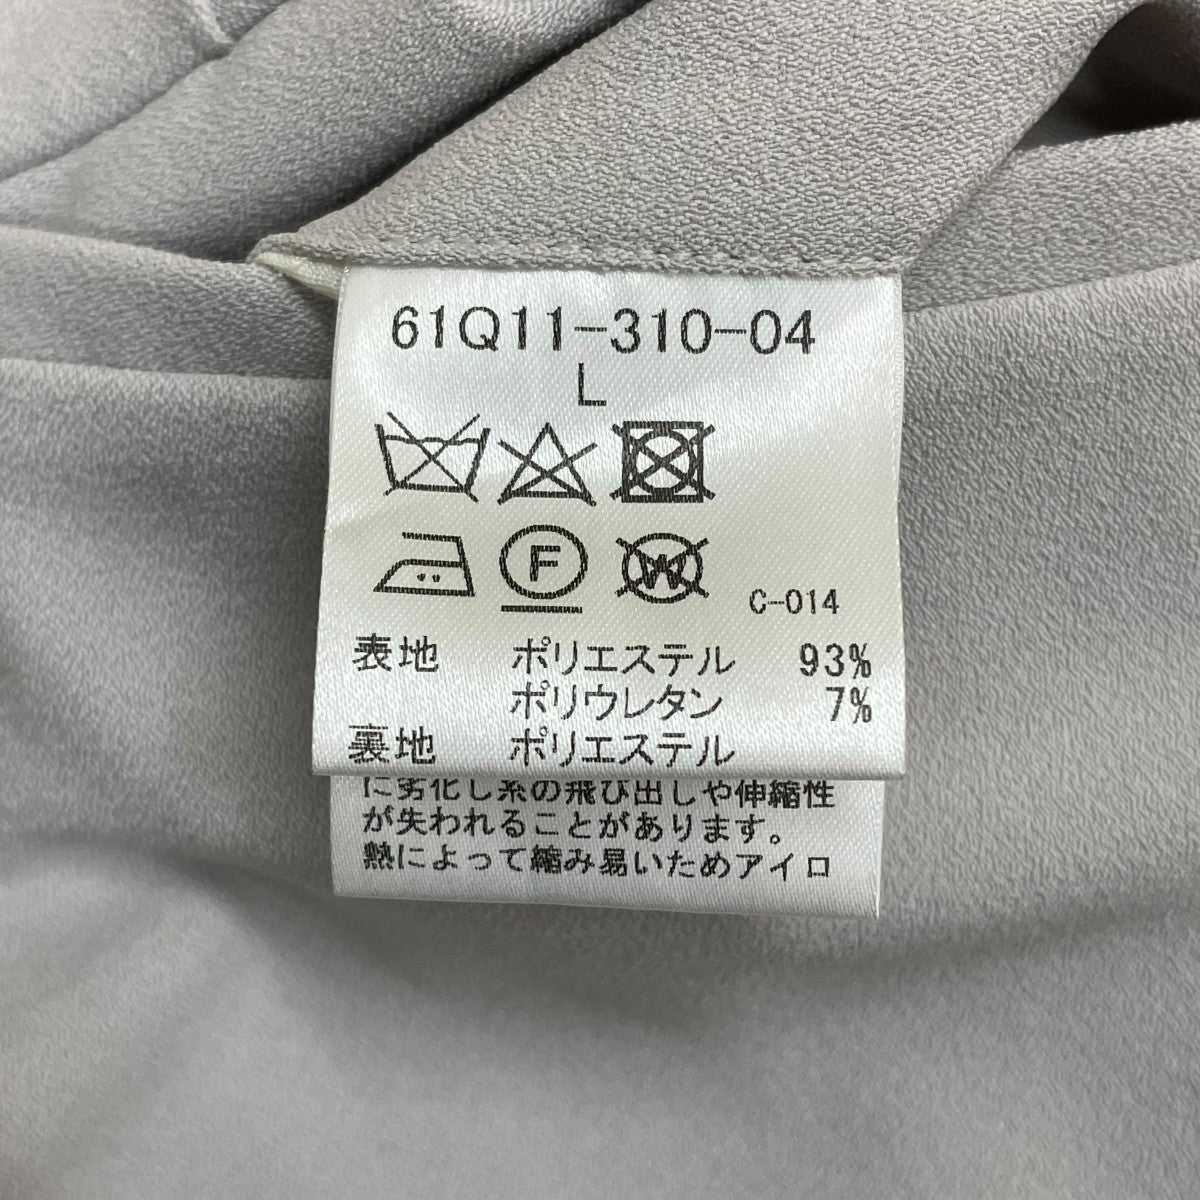 61Q11-310-04
L
F
W
C-014
表地 ポリエステル 93%
ポリウレタン 7%
裏地 ポリエステル
に劣化し糸の飛び出しや伸縮性
が失われることがあります。
熱によって縮み易いためアイロ